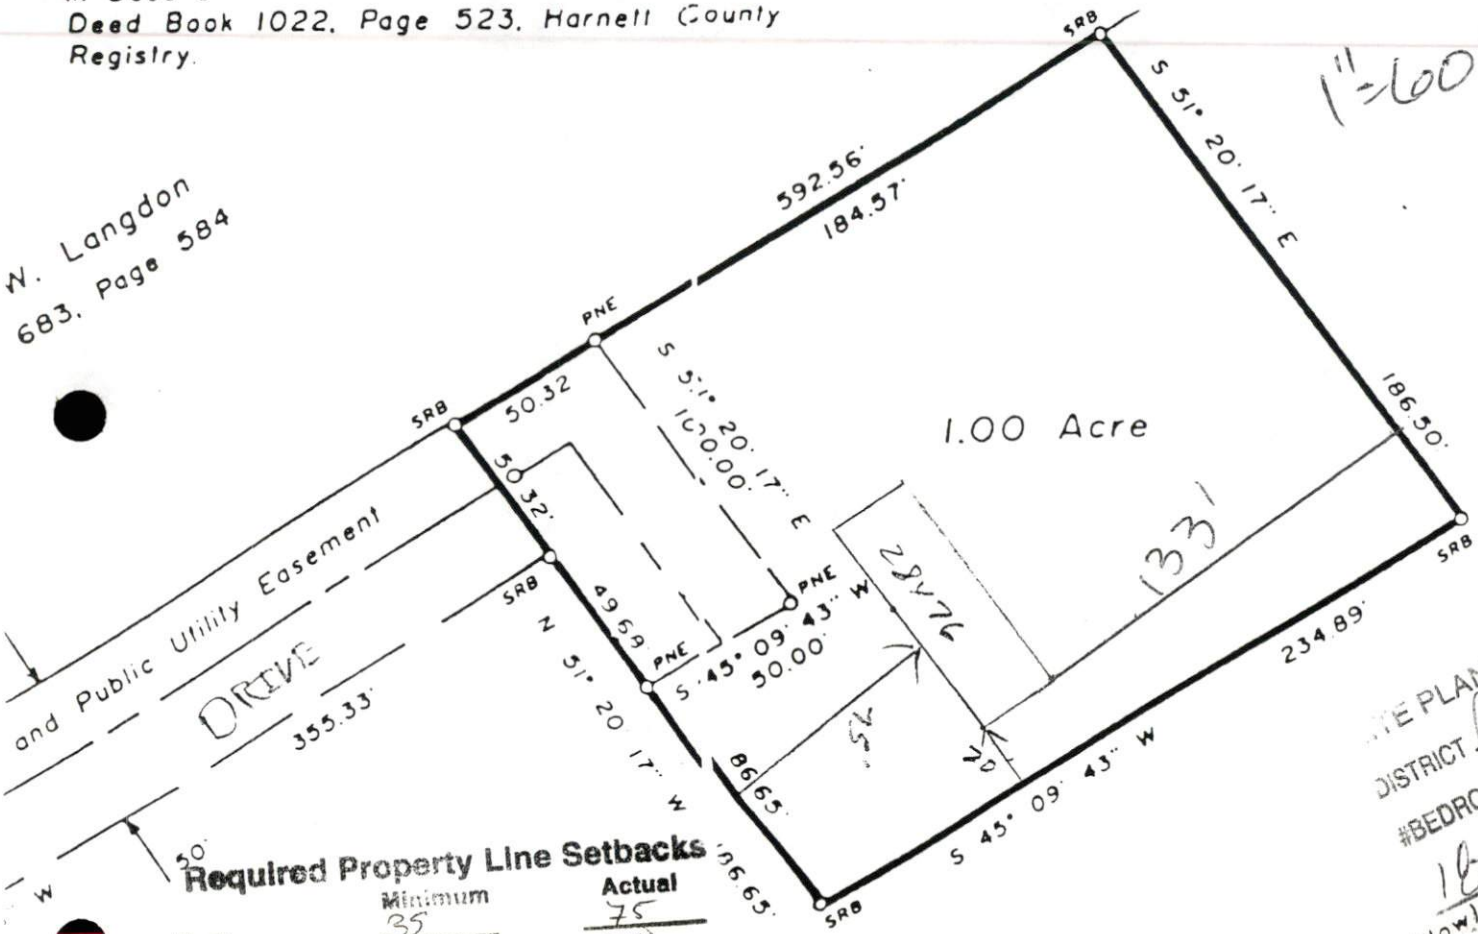 Deed Book 1022, Page 523, Harnett County
Registry.
1"=60
SRB
S 51° 20' 17" E
592.56'
184.57'
N. Langdon
683, Page 584
PNE
SRB
50.32
S 51° 20' 17" E
100.00'
186.50'
1.00 Acre
50.32'
133'
and Public Utility Easement
DRIVE
355.33'
SRB
49.69'
PNE
PNE
S 45° 09' 43" W
50.00'
28x76
SRB
234.89'
N 51° 20' 17" W
86.65'
186.65'
20
S 45° 09' 43" W
SRB
50'
W
DISTRICT
Required Property Line Setbacks
Minimum
Actual
35
75